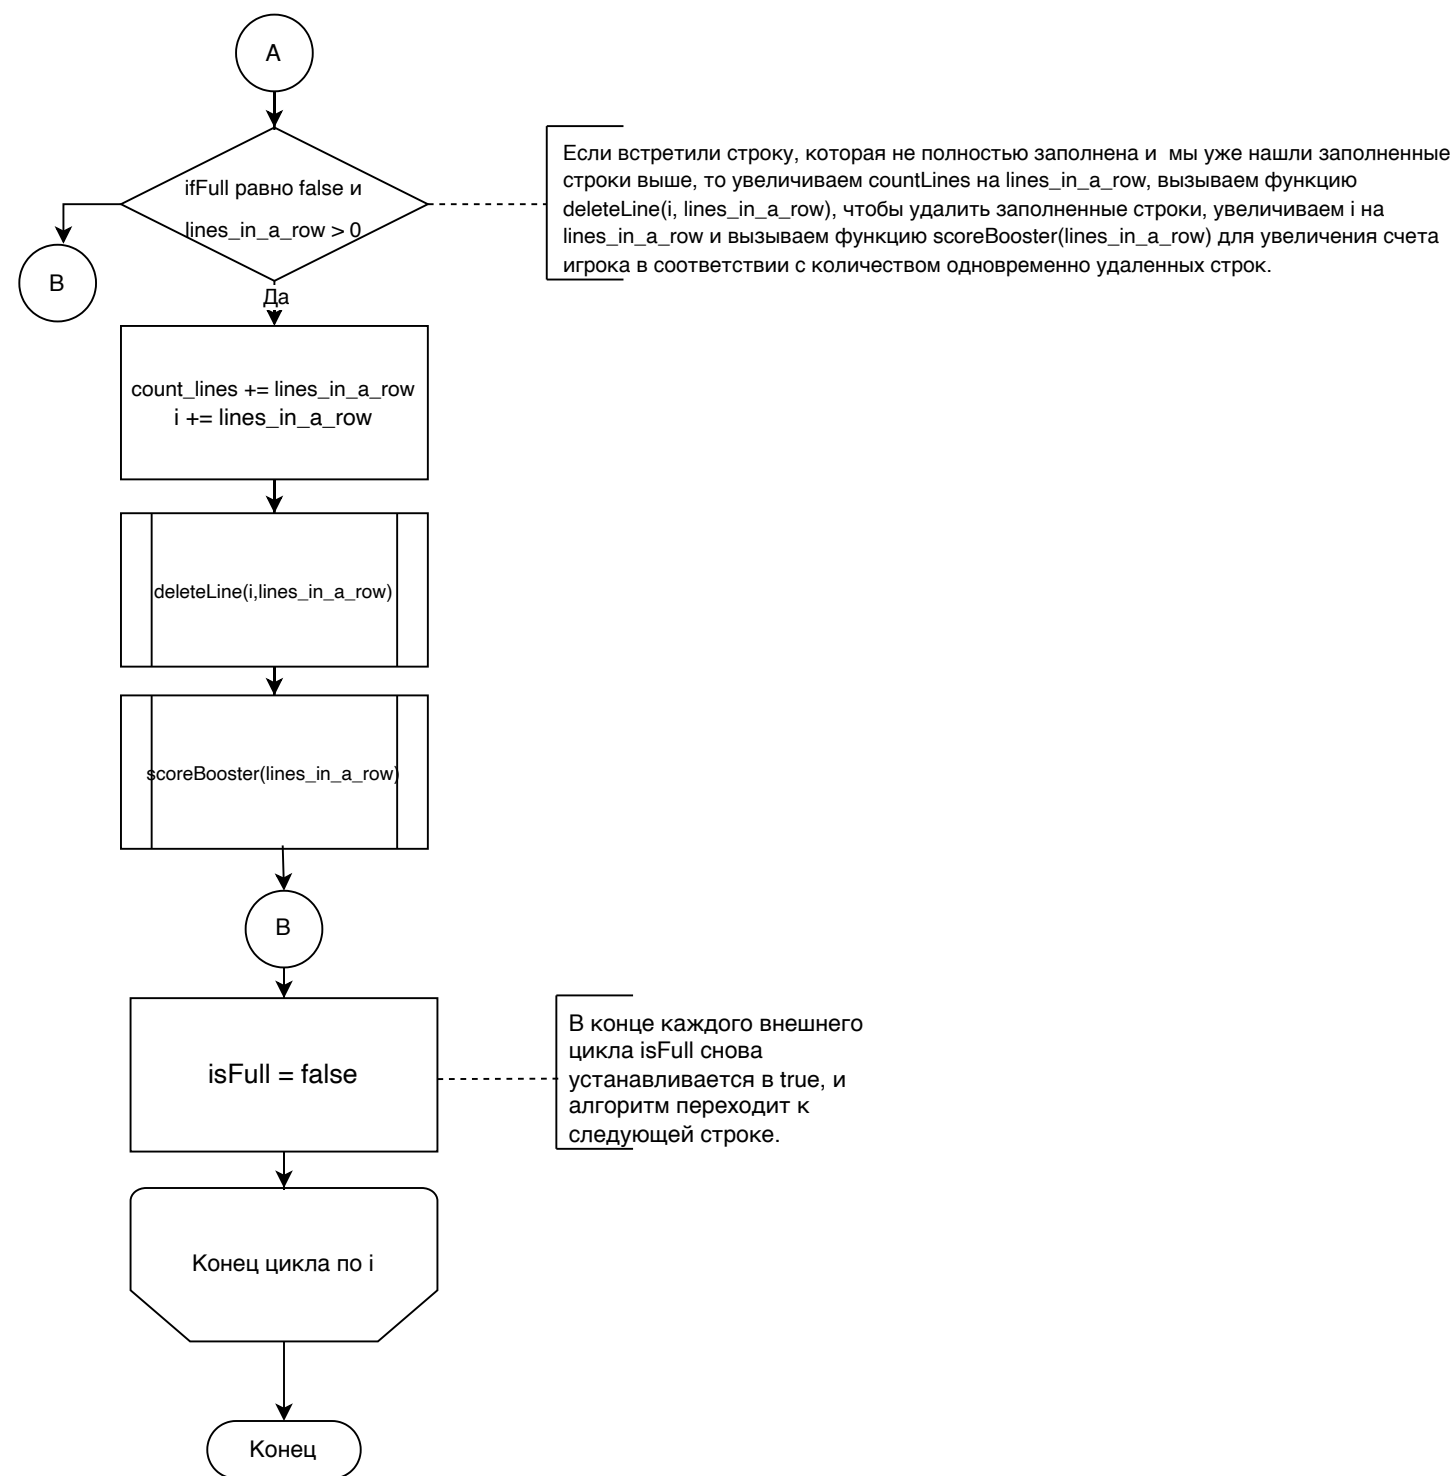 A
ifFull равно false и
lines_in_a_row > 0
Если встретили строку, которая не полностью заполнена и  мы уже нашли заполненные
строки выше, то увеличиваем countLines на lines_in_a_row, вызываем функцию
deleteLine(i, lines_in_a_row), чтобы удалить заполненные строки, увеличиваем i на
lines_in_a_row и вызываем функцию scoreBooster(lines_in_a_row) для увеличения счета
игрока в соответствии с количеством одновременно удаленных строк.
B
Да
count_lines += lines_in_a_row
i += lines_in_a_row
deleteLine(i,lines_in_a_row)
scoreBooster(lines_in_a_row)
B
isFull = false
В конце каждого внешнего
цикла isFull снова
устанавливается в true, и
алгоритм переходит к
следующей строке.
Конец цикла по i
Конец